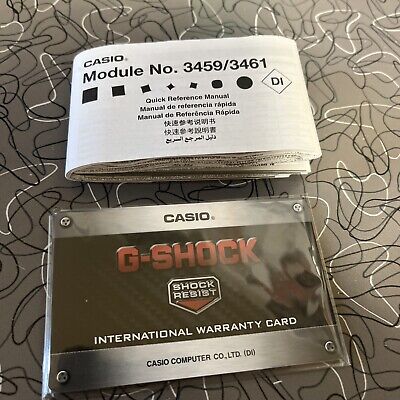 CASIO®
Module No. 3459/3461
DI
Quick Reference Manual
Manual de referencia rápida
Manual de Referência Rápida
快速参考说明书
快速參考說明書
دليل المرجع السريع
CASIO®
G-SHOCK
SHOCK
RESIST
INTERNATIONAL WARRANTY CARD
CASIO COMPUTER CO., LTD. (DI)